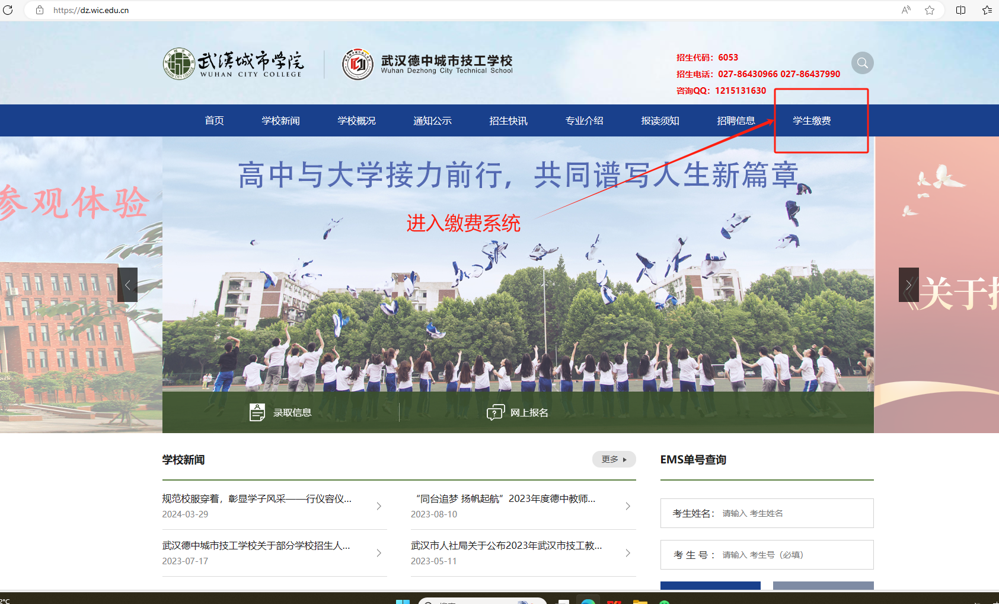 https://dz.wic.edu.cn
武汉城市学院
WUHAN CITY COLLEGE
武汉德中城市技工学校
Wuhan Dezhong City Technical School
招生代码：6053
招生电话：027-86430966 027-86437990
咨询QQ：1215131630
首页 学校新闻 学校概况 通知公示 招生快讯 专业介绍 报读须知 招聘信息 学生缴费
高中与大学接力前行，共同谱写人生新篇章
参观体验
进入缴费系统
《关于
录取信息 网上报名
学校新闻
更多
EMS单号查询
规范校服穿着，彰显学子风采——行仪容仪...
2024-03-29
“同台追梦 扬帆起航”2023年度德中教师...
2023-08-10
武汉德中城市技工学校关于部分学校招生人...
2023-07-17
武汉市人社局关于公布2023年武汉市技工教...
2023-05-11
考生姓名： 请输入 考生姓名
考 生 号： 请输入 考生号（必填）
2°C